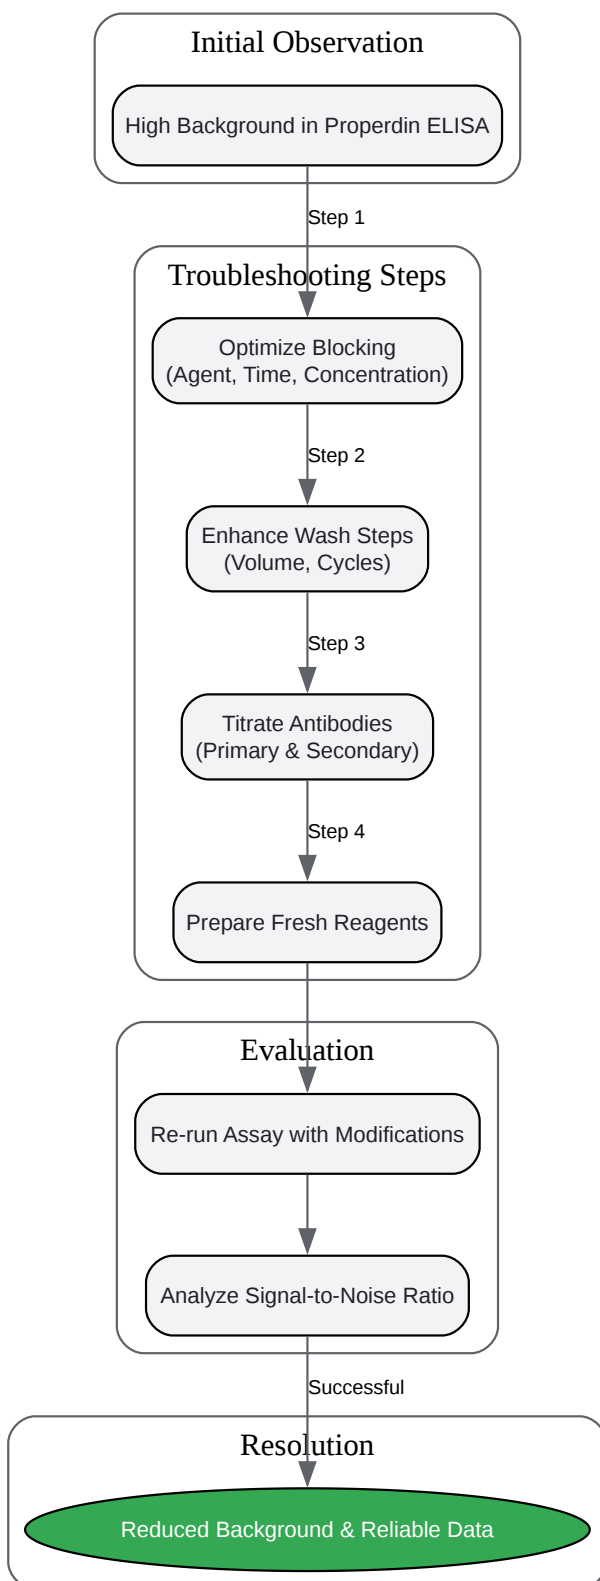 Initial Observation
High Background in Properdin ELISA
Step 1
Troubleshooting Steps
Optimize Blocking
(Agent, Time, Concentration)
Step 2
Enhance Wash Steps
(Volume, Cycles)
Step 3
Titrate Antibodies
(Primary & Secondary)
Step 4
Prepare Fresh Reagents
Evaluation
Re-run Assay with Modifications
Analyze Signal-to-Noise Ratio
Successful
Resolution
Reduced Background & Reliable Data